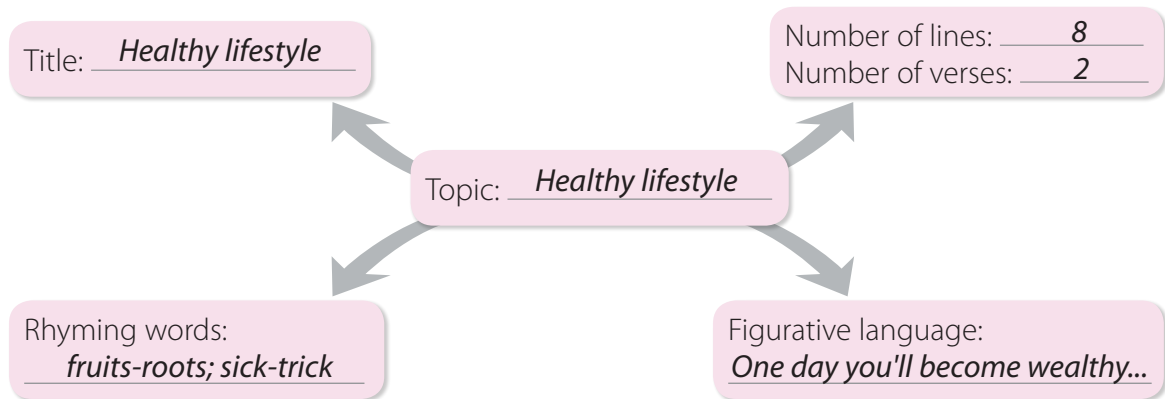 Title: Healthy lifestyle
Number of lines: 8
Number of verses: 2
Topic: Healthy lifestyle
Rhyming words:
fruits-roots; sick-trick
Figurative language:
One day you'll become wealthy...